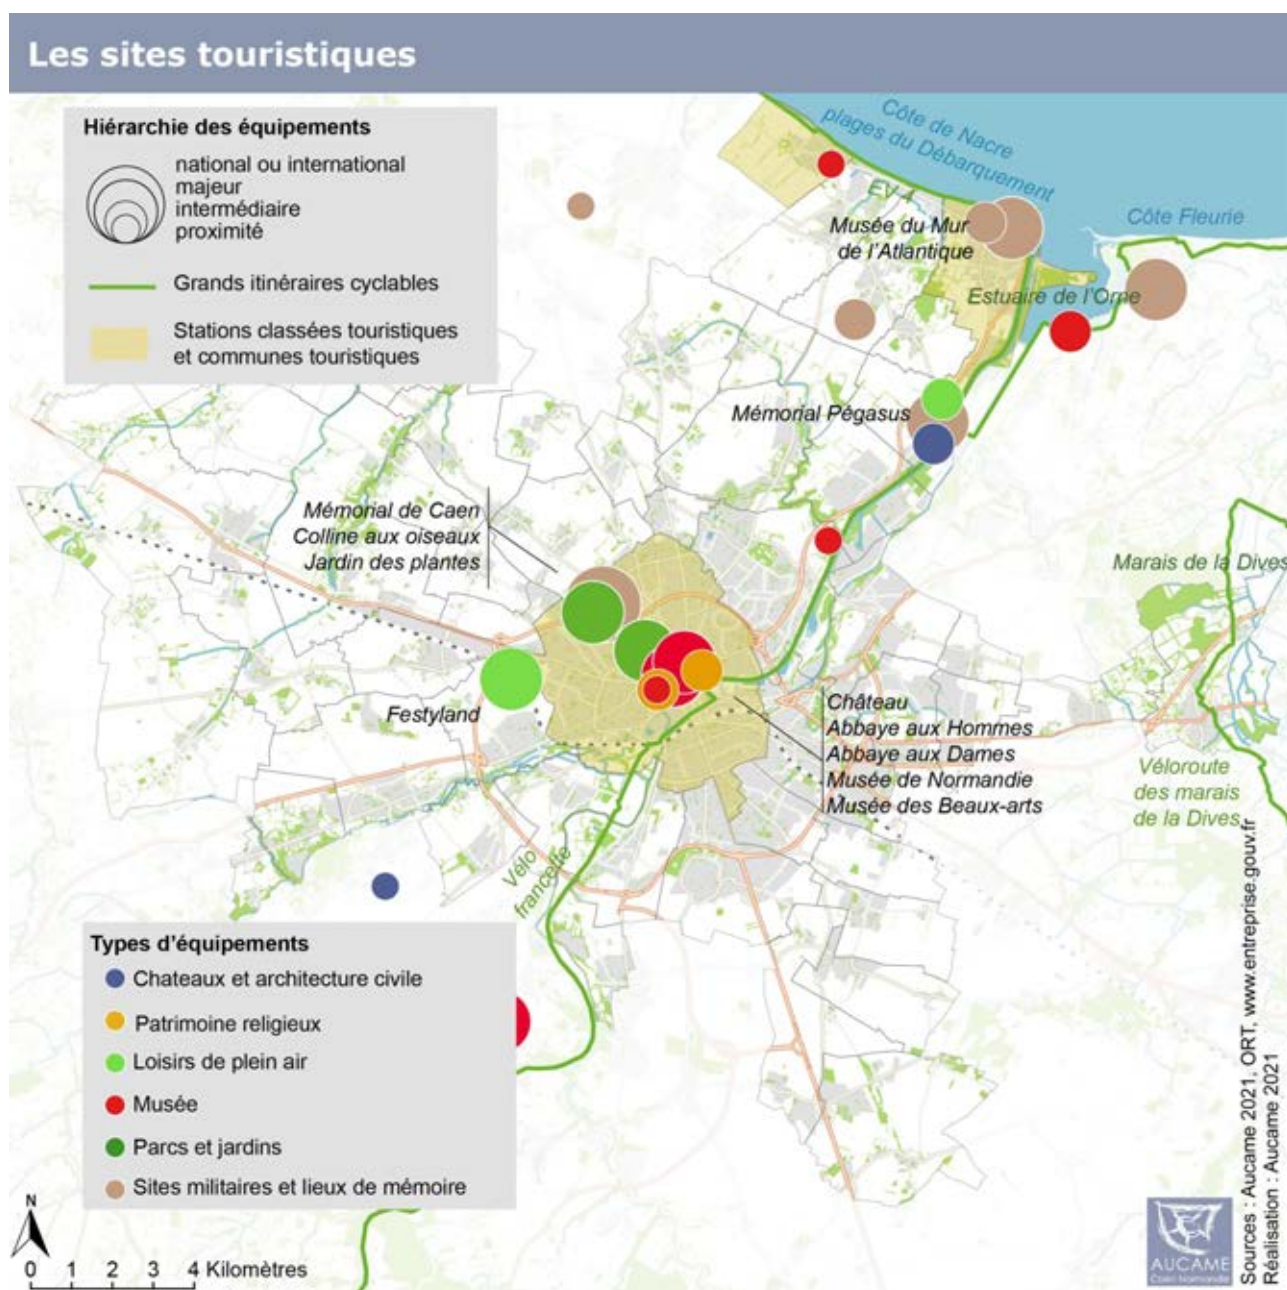 Les sites touristiques
Hiérarchie des équipements
national ou international
majeur
intermédiaire
proximité
Grands itinéraires cyclables
Stations classées touristiques
et communes touristiques
Côte de Nacre
plages du Débarquement
EV 4
Côte Fleurie
Musée du Mur
de l'Atlantique
Estuaire de l'Orne
Mémorial Pégasus
Mémorial de Caen
Colline aux oiseaux
Jardin des plantes
Marais de la Dives
Festyland
Château
Abbaye aux Hommes
Abbaye aux Dames
Musée de Normandie
Musée des Beaux-arts
Véloroute
des marais
de la Dives
Vélo
francette
Types d'équipements
Chateaux et architecture civile
Patrimoine religieux
Loisirs de plein air
Musée
Parcs et jardins
Sites militaires et lieux de mémoire
N
0 1 2 3 4 Kilomètres
AUCAME
Caen Normandie
Sources : Aucame 2021, ORT, www.entreprise.gouv.fr
Réalisation : Aucame 2021